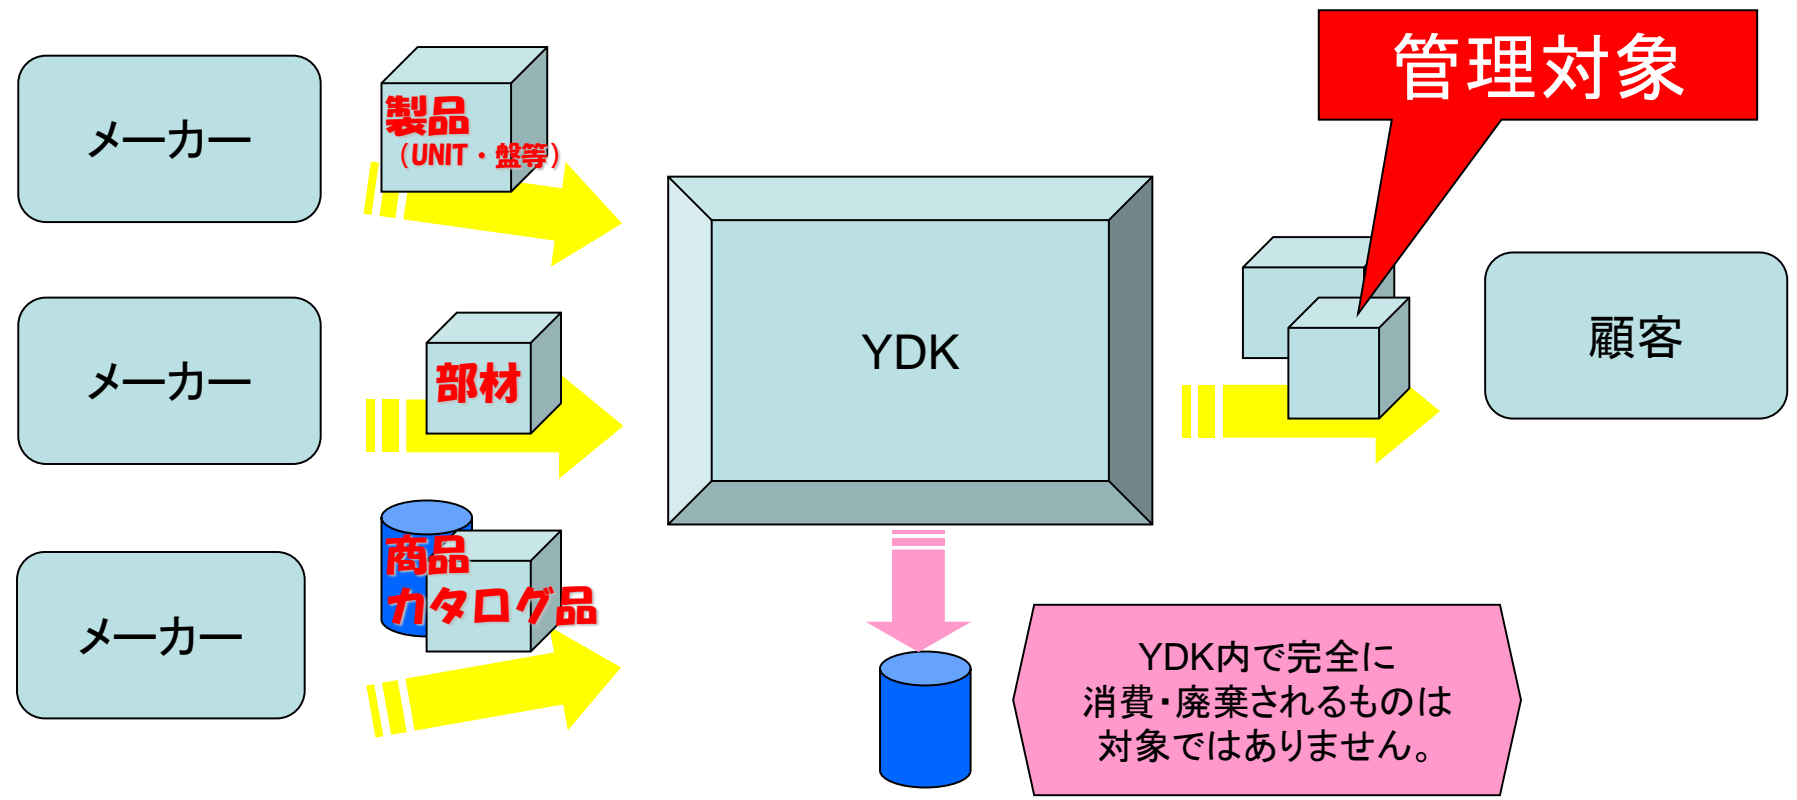 メーカー
製品
（UNIT・盤等）
管理対象
メーカー
部材
YDK
顧客
メーカー
商品
カタログ品
YDK内で完全に
消費・廃棄されるものは
対象ではありません。